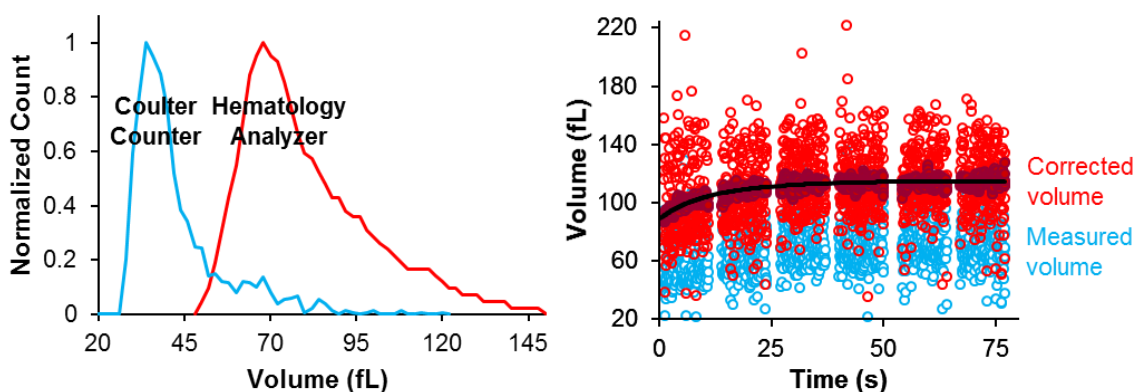 Normalized Count
1
0.8
0.6
0.4
0.2
0
20
45
70
95
120
145
Volume (fL)
Coulter
Counter
Hematology
Analyzer
Volume (fL)
220
180
140
100
60
20
0
25
50
75
Time (s)
Corrected
volume
Measured
volume